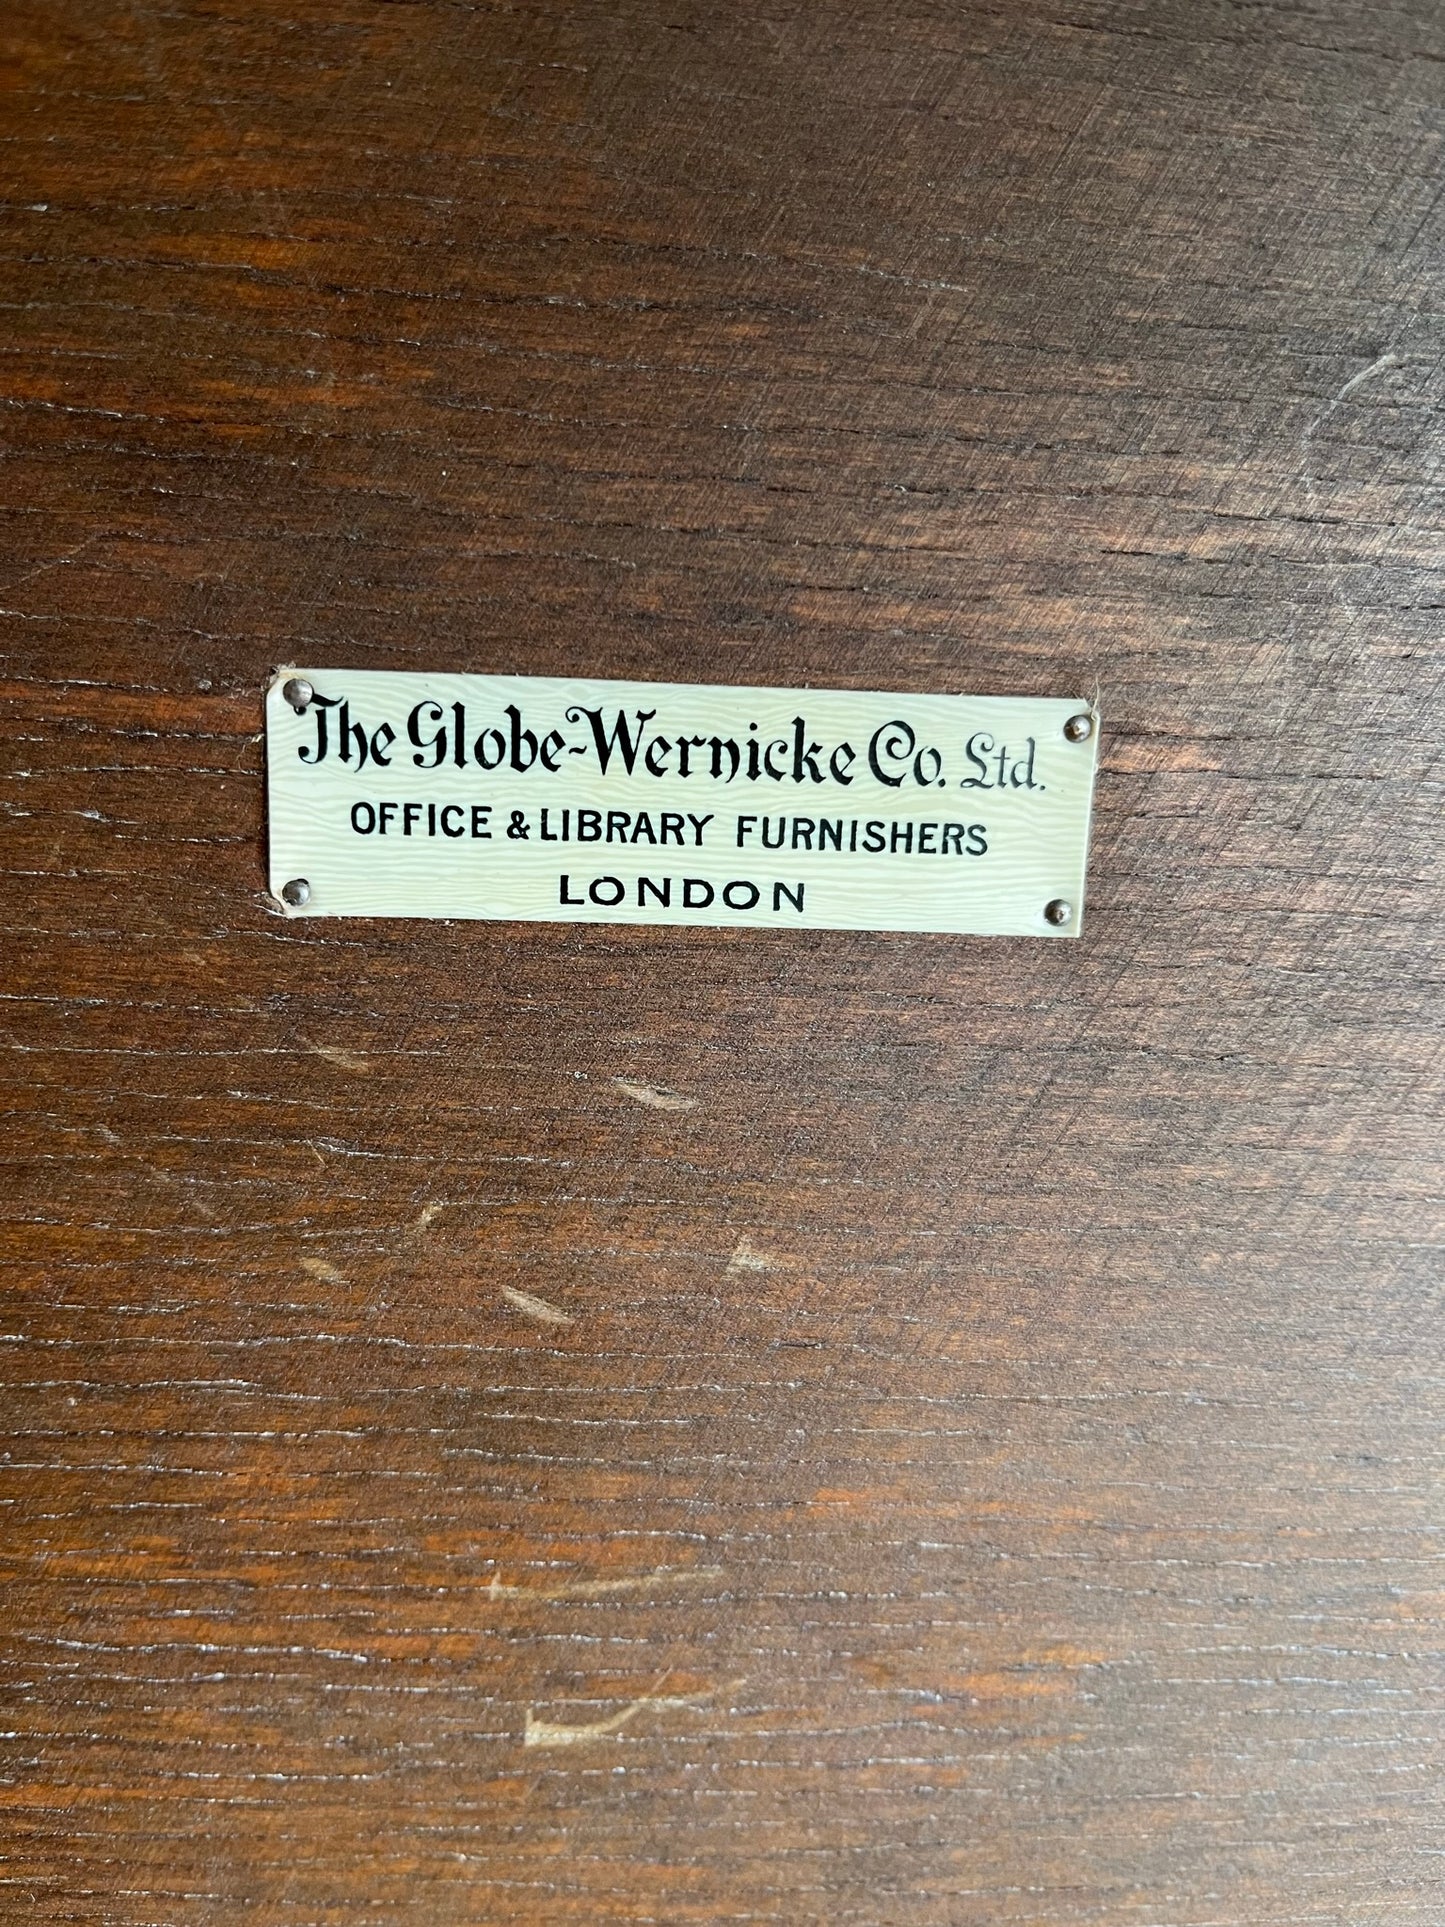 The Globe-Wernicke Co. Ltd.
OFFICE & LIBRARY FURNISHERS
LONDON